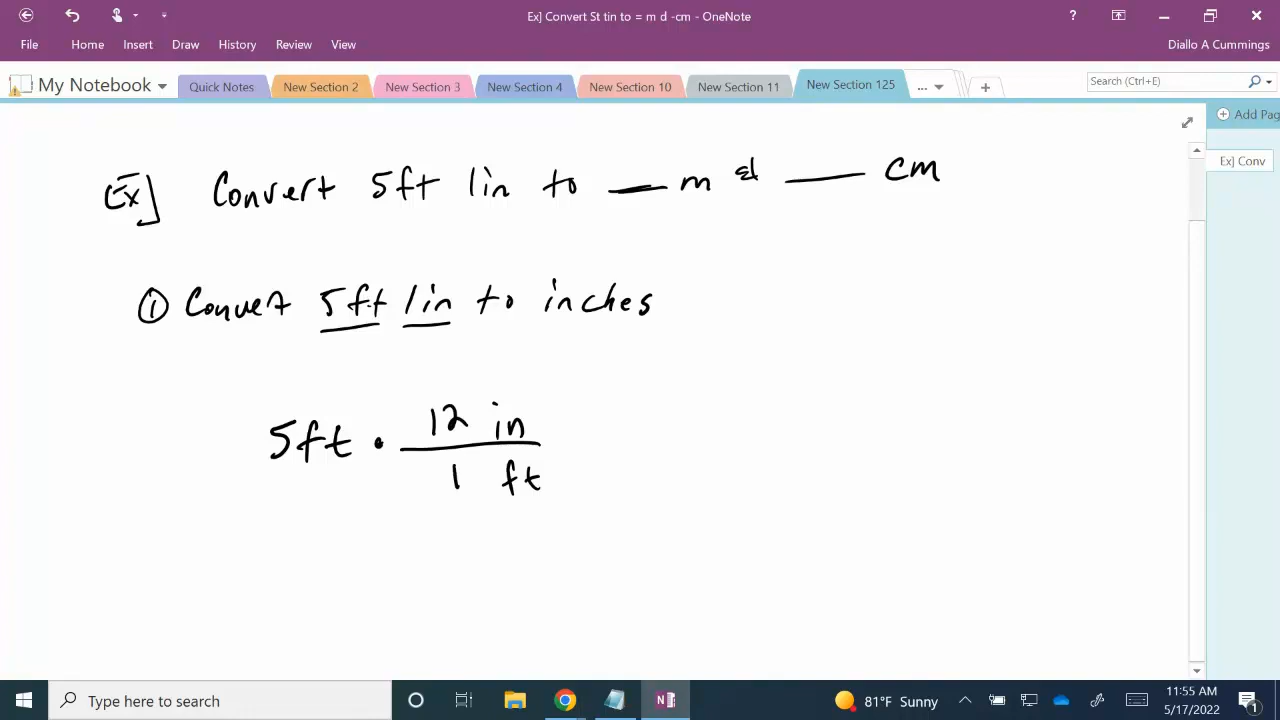 Ex] Convert St tin to = m d -cm - OneNote
?
File Home Insert Draw History Review View
Diallo A Cummings
My Notebook Quick Notes New Section 2 New Section 3 New Section 4 New Section 10 New Section 11 New Section 125 ... + Search (Ctrl+E)
Add Pag
Ex] Conv
Ex] Convert 5ft 1in to __ m & __ cm
① Convert 5ft 1in to inches
5ft • 12 in
1 ft
Type here to search
N
81°F Sunny
11:55 AM
5/17/2022
1